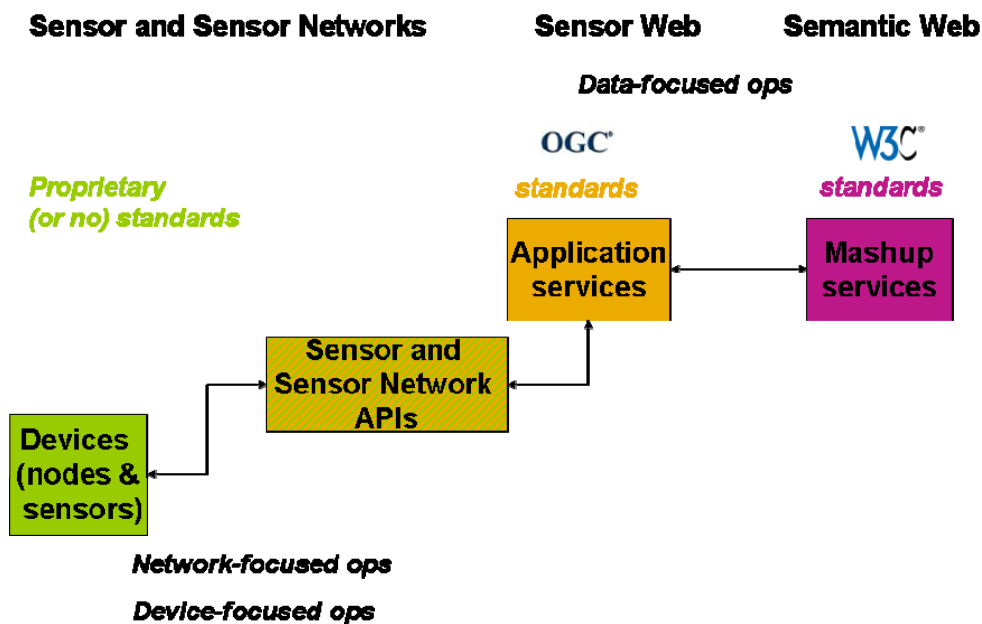 Sensor and Sensor Networks
Sensor Web
Semantic Web
Data-focused ops
OGC®
W3C®
Proprietary
(or no) standards
standards
standards
Application
services
Mashup
services
Sensor and
Sensor Network
APIs
Devices
(nodes &
sensors)
Network-focused ops
Device-focused ops